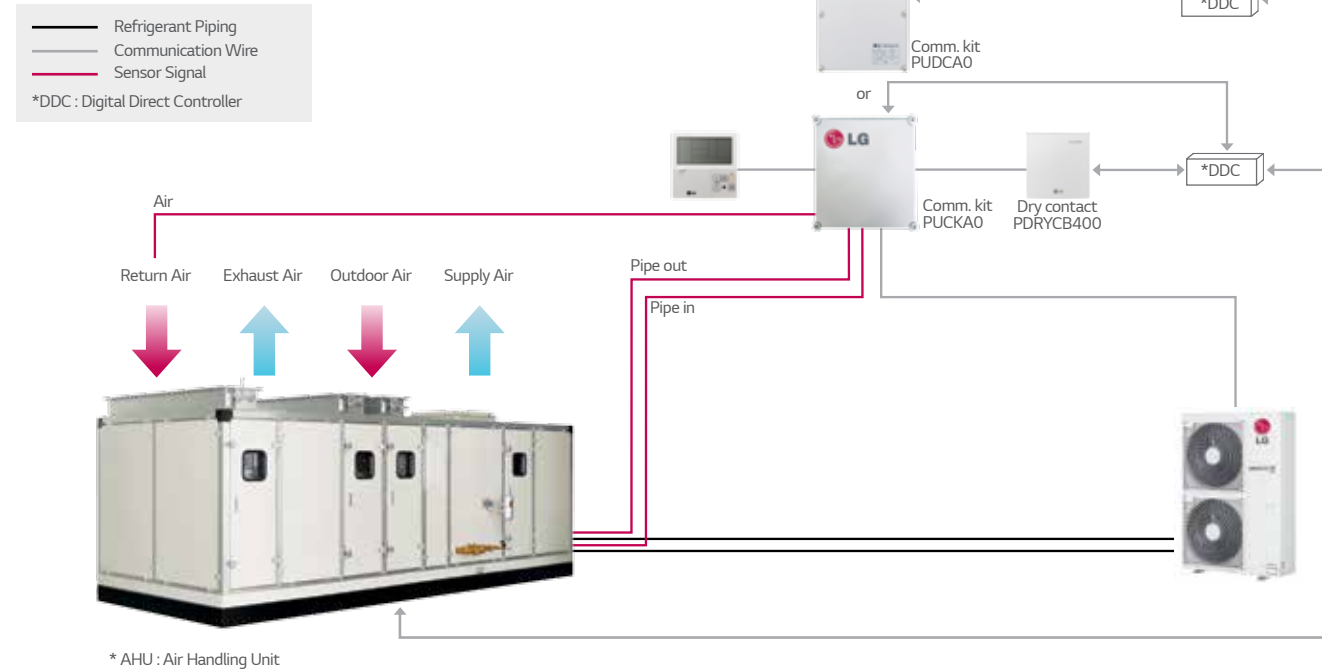 *DDC
Refrigerant Piping
Communication Wire
Sensor Signal
*DDC : Digital Direct Controller
Comm. kit
PUDCA0
or
LG
*DDC
Comm. kit
PUCKA0
Dry contact
PDRYCB400
Air
Return Air
Exhaust Air
Outdoor Air
Supply Air
Pipe out
Pipe in
LG
* AHU : Air Handling Unit